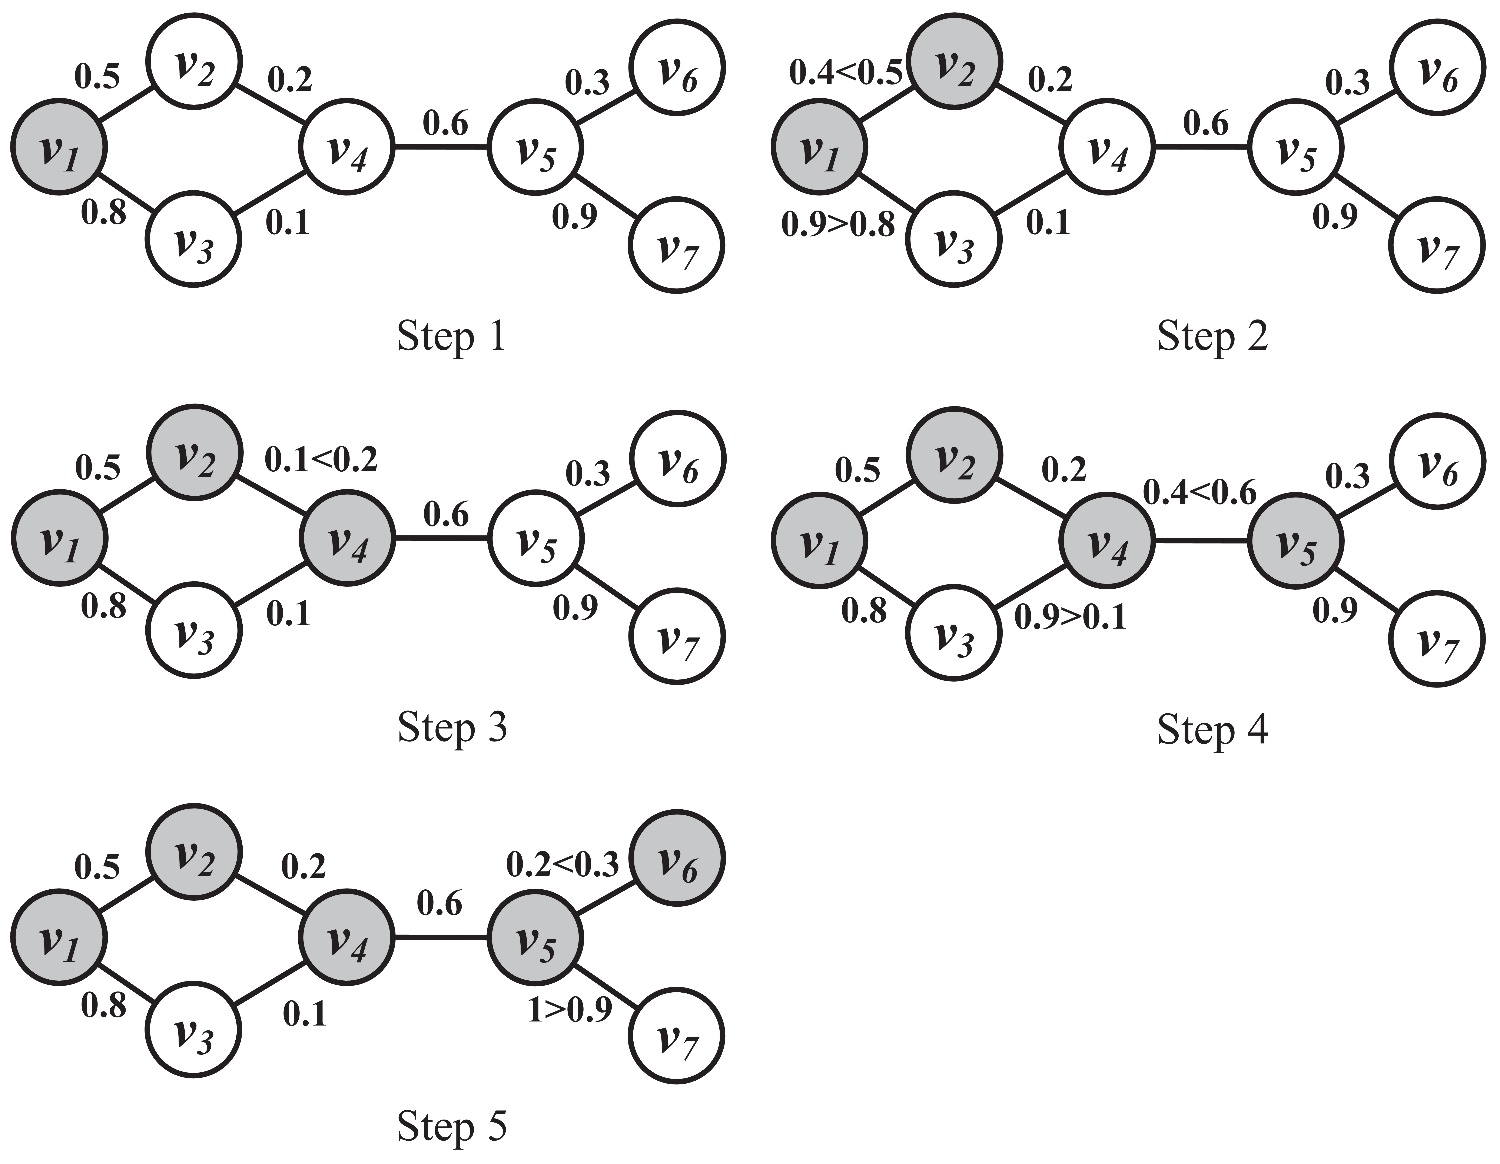 0.5 v2 0.2 0.3 v6
v1 v4 0.6 v5
0.8 v3 0.1 0.9 v7
Step 1
0.4<0.5 v2 0.2 0.3 v6
v1 v4 0.6 v5
0.9>0.8 v3 0.1 0.9 v7
Step 2
0.5 v2 0.1<0.2 0.3 v6
v1 v4 0.6 v5
0.8 v3 0.1 0.9 v7
Step 3
0.5 v2 0.2 0.4<0.6 0.3 v6
v1 v4 v5
0.8 v3 0.9>0.1 0.9 v7
Step 4
0.5 v2 0.2 0.2<0.3 v6
v1 v4 0.6 v5
0.8 v3 0.1 1>0.9 v7
Step 5